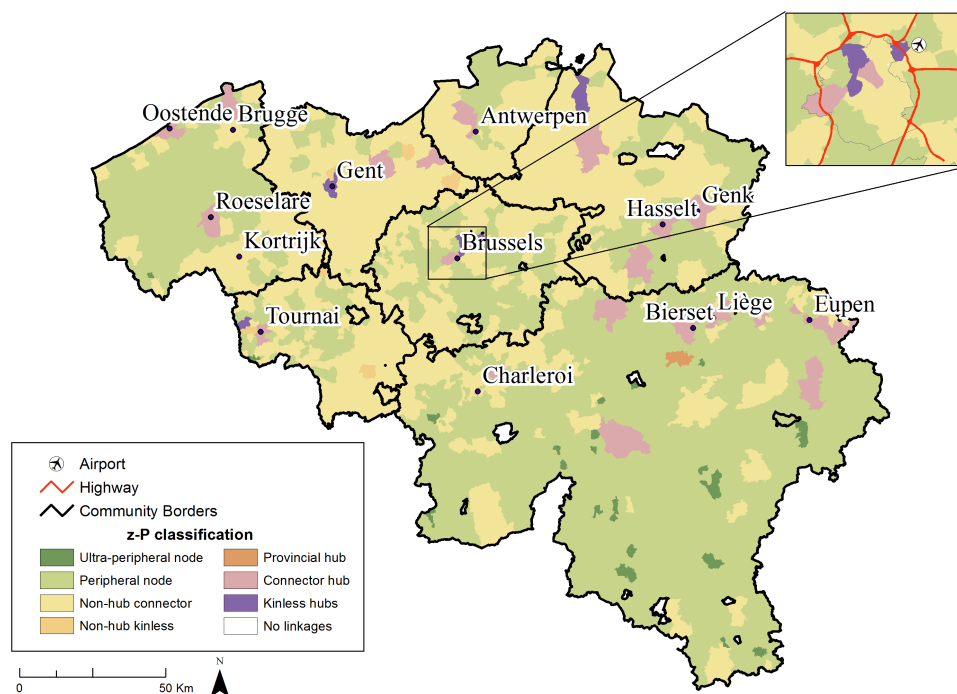 Oostende
Brugge
Antwerpen
Gent
Roeselare
Genk
Hasselt
Kortrijk
Brussels
Tournai
Bierset
Liège
Eupen
Charleroi
Airport
Highway
Community Borders
z-P classification
Ultra-peripheral node
Provincial hub
Peripheral node
Connector hub
Non-hub connector
Kinless hubs
Non-hub kinless
No linkages
N
0
50 Km